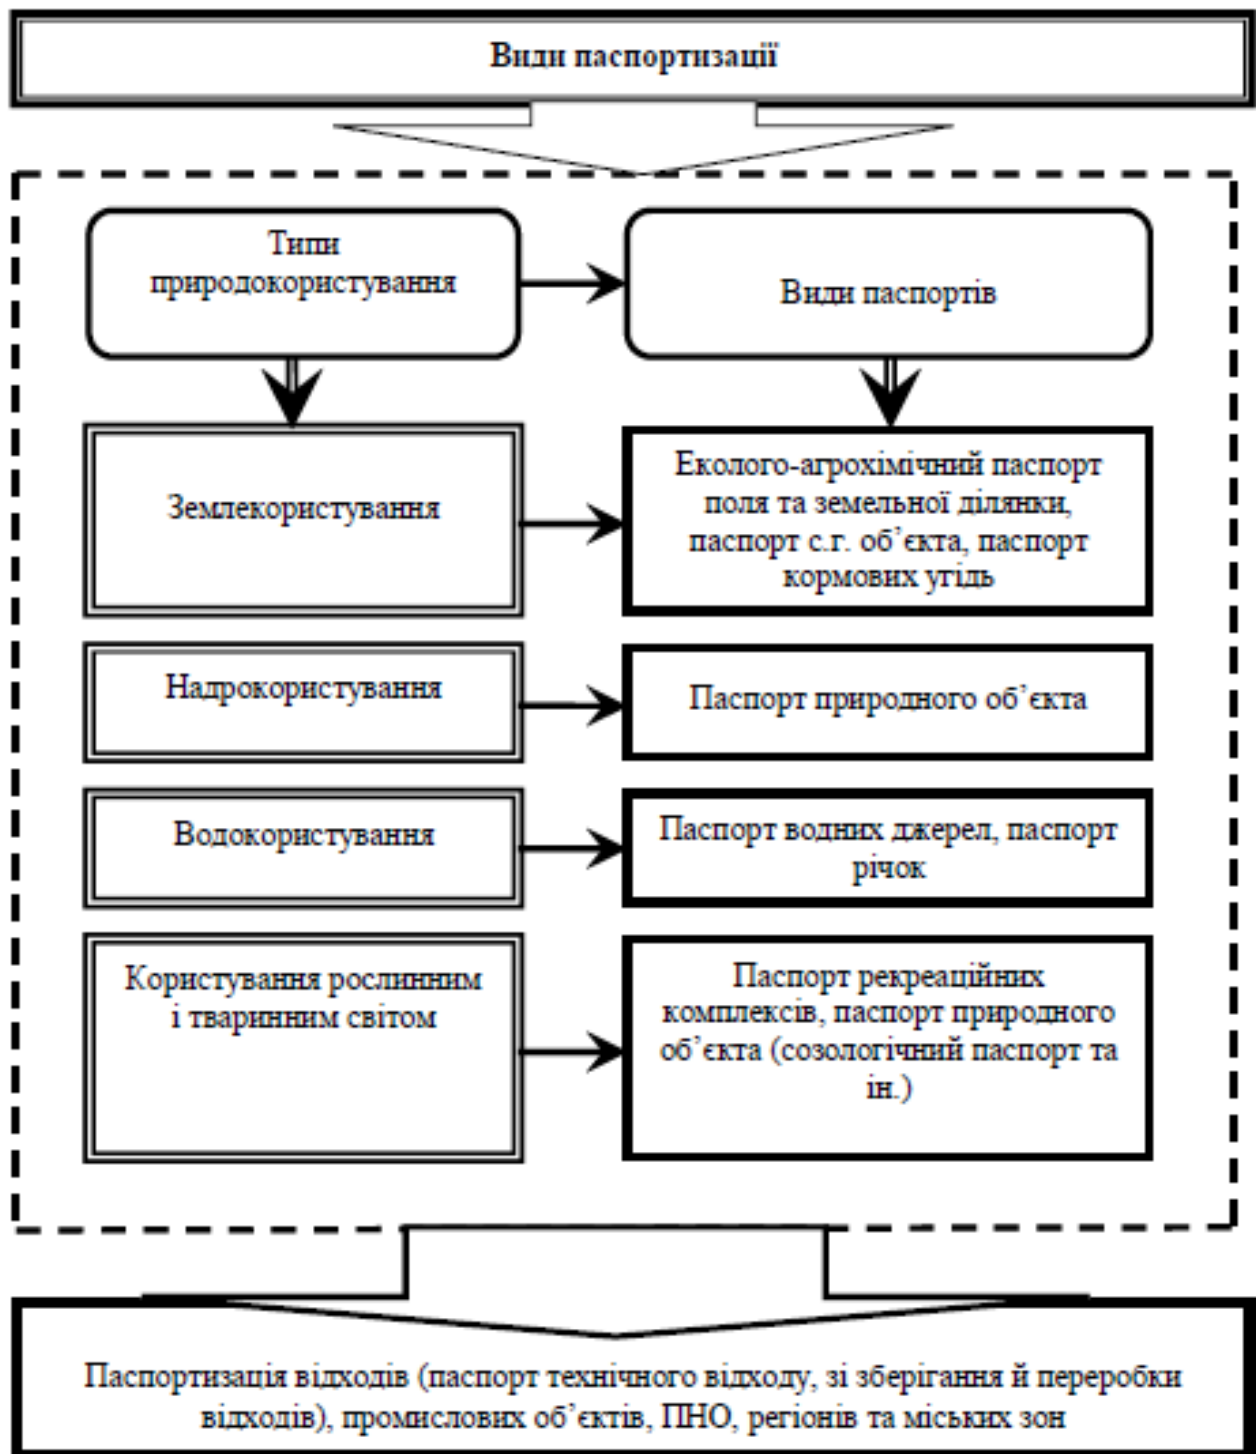 Види паспортизації
Типи
природокористування
Види паспортів
Землекористування
Еколого-агрохімічний паспорт
поля та земельної ділянки,
паспорт с.г. об’єкта, паспорт
кормових угідь
Надрокористування
Паспорт природного об’єкта
Водокористування
Паспорт водних джерел, паспорт
річок
Користування рослинним
і тваринним світом
Паспорт рекреаційних
комплексів, паспорт природного
об’єкта (созологічний паспорт та
ін.)
Паспортизація відходів (паспорт технічного відходу, зі зберігання й переробки
відходів), промислових об’єктів, ПНО, регіонів та міських зон